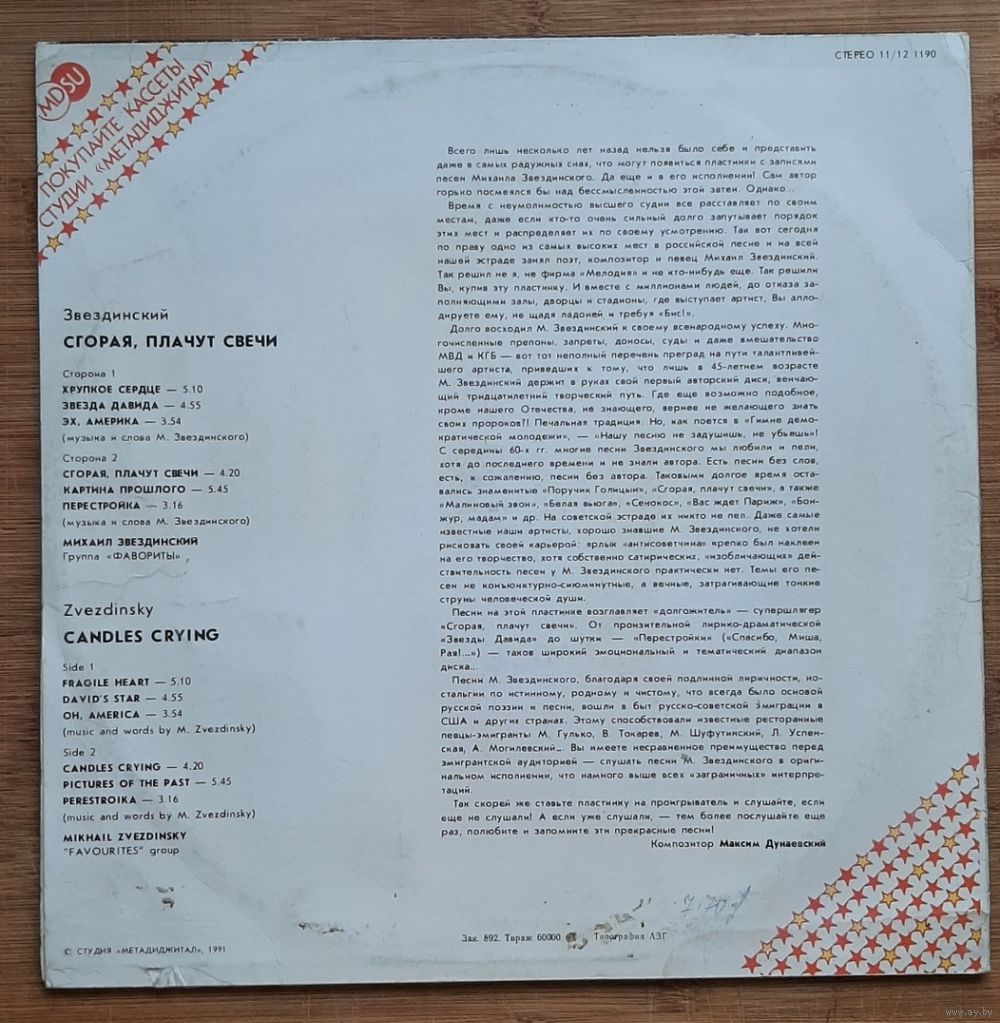 MDSU
ПОКУПАЙТЕ КАССЕТЫ
СТУДИИ «МЕТАДИДЖИТАЛ»
СТЕРЕО 11/12 1190
Звездинский
СГОРАЯ, ПЛАЧУТ СВЕЧИ
Сторона 1
ХРУПКОЕ СЕРДЦЕ — 5.10
ЗВЕЗДА ДАВИДА — 4.55
ЭХ, АМЕРИКА — 3.54
(музыка и слова М. Звездинского)
Сторона 2
СГОРАЯ, ПЛАЧУТ СВЕЧИ — 4.20
КАРТИНА ПРОШЛОГО — 5.45
ПЕРЕСТРОЙКА — 3.16
(музыка и слова М. Звездинского)
МИХАИЛ ЗВЕЗДИНСКИЙ
Группа «ФАВОРИТЫ»
Zvezdinsky
CANDLES CRYING
Side 1
FRAGILE HEART — 5.10
DAVID'S STAR — 4.55
OH, AMERICA — 3.54
(music and words by M. Zvezdinsky)
Side 2
CANDLES CRYING — 4.20
PICTURES OF THE PAST — 5.45
PERESTROIKA — 3.16
(music and words by M. Zvezdinsky)
MIKHAIL ZVEZDINSKY
"FAVOURITES" group
© СТУДИЯ «МЕТАДИДЖИТАЛ», 1991
Всего лишь несколько лет назад нельзя было себе и представить
даже в самых радужных снах, что могут появиться пластинки с записями
песен Михаила Звездинского. Да еще и в его исполнении! Сам автор
горько посмеялся бы над бессмысленностью этой затеи. Однако...
Время с неумолимостью высшего судии все расставляет по своим
местам, даже если кто-то очень сильный долго запутывает порядок
этих мест и распределяет их по своему усмотрению. Так вот сегодня
по праву одно из самых высоких мест в российской песне и на всей
нашей эстраде занял поэт, композитор и певец Михаил Звездинский.
Так решил не я, не фирма «Мелодия» и не кто-нибудь еще. Так решили
Вы, купив эту пластинку. И вместе с миллионами людей, до отказа за-
полняющими залы, дворцы и стадионы, где выступает артист, Вы апло-
дируете ему, не щадя ладоней и требуя «Бис!».
Долго восходил М. Звездинский к своему всенародному успеху. Мно-
гочисленные препоны, запреты, доносы, суды и даже вмешательство
МВД и КГБ — вот тот неполный перечень преград на пути талантливей-
шего артиста, приведших к тому, что лишь в 45-летнем возрасте
М. Звездинский держит в руках свой первый авторский диск, венчаю-
щий тридцатилетний творческий путь. Где еще возможно подобное,
кроме нашего Отечества, не знающего, вернее не желающего знать
своих пророков?! Печальная традиция. Но, как поется в «Гимне демо-
кратической молодежи», — «Нашу песню не задушишь, не убьешь»!
С середины 60-х гг. многие песни Звездинского мы любили и пели,
хотя до последнего времени и не знали автора. Есть песни без слов,
есть, к сожалению, песни без автора. Таковыми долгое время оста-
вались знаменитые «Поручик Голицын», «Сгорая, плачут свечи», а также
«Малиновый звон», «Белая вьюга», «Сенокос», «Вас ждет Париж», «Бон-
жур, мадам» и др. На советской эстраде их никто не пел. Даже самые
известные наши артисты, хорошо знавшие М. Звездинского, не хотели
рисковать своей карьерой: ярлык «антисоветчина» крепко был наклеен
на его творчество, хотя собственно сатирических, «изобличающих» дей-
ствительность песен у М. Звездинского практически нет. Темы его пе-
сен не конъюнктурно-сиюминутные, а вечные, затрагивающие тонкие
струны человеческой души.
Песни на этой пластинке возглавляет «долгожитель» — супершлягер
«Сгорая, плачут свечи». От пронзительной лирико-драматической
«Звезды Давида» до шутки — «Перестройки» («Спасибо, Миша,
Рая!...») — таков широкий эмоциональный и тематический диапазон
диска...
Песни М. Звездинского, благодаря своей подлинной лиричности, но-
стальгии по истинному, родному и чистому, что всегда было основой
русской поэзии и песни, вошли в быт русско-советской эмиграции в
США и других странах. Этому способствовали известные ресторанные
певцы-эмигранты М. Гулько, В. Токарев, М. Шуфутинский, Л. Успен-
ская, А. Могилевский... Вы имеете несравненное преимущество перед
эмигрантской аудиторией — слушать песни М. Звездинского в ориги-
нальном исполнении, что намного выше всех «заграничных» интерпре-
таций.
Так скорей же ставьте пластинку на проигрыватель и слушайте, если
еще не слушали! А если уже слушали, — тем более послушайте еще
раз, полюбите и запомните эти прекрасные песни!
Композитор Максим Дунаевский
Зак. 892. Тираж 60000 Типография АЗГ
www.ay.by